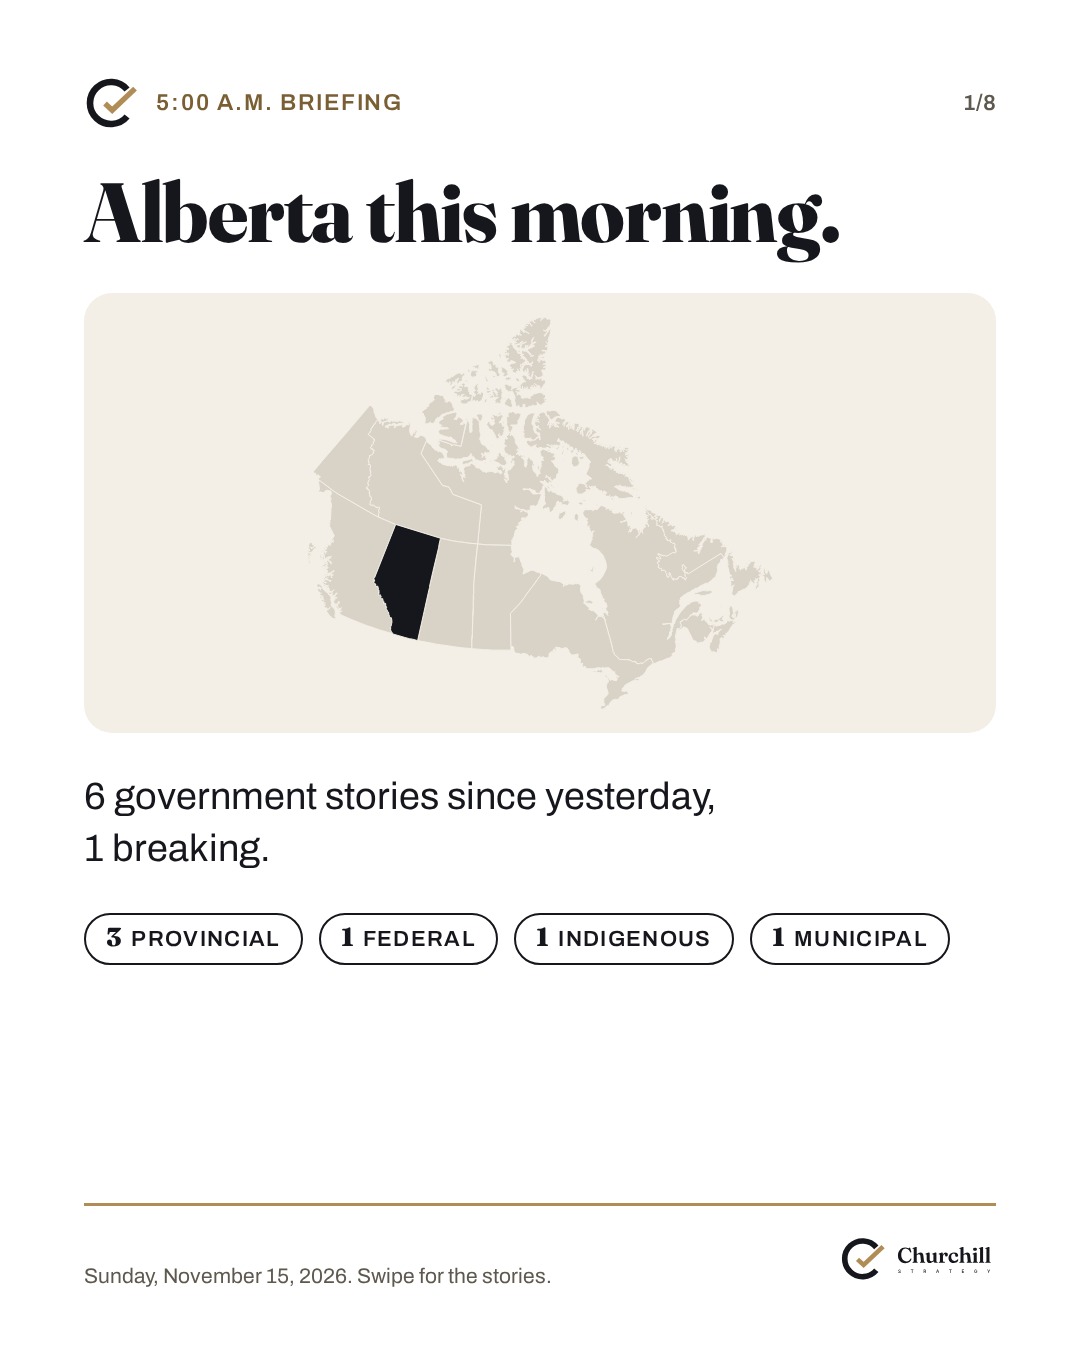 5:00 A.M. BRIEFING
1/8
Alberta this morning.
6 government stories since yesterday,
1 breaking.
3 PROVINCIAL
1 FEDERAL
1 INDIGENOUS
1 MUNICIPAL
Sunday, November 15, 2026. Swipe for the stories.
Churchill
STRATEGY